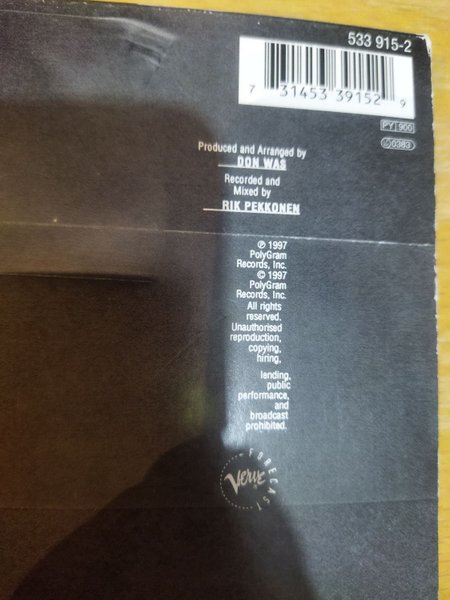 533 915-2
7 31453 39152 9
PY 900
0383
Produced and Arranged by
DON WAS
Recorded and
Mixed by
RIK PEKKONEN
℗ 1997
PolyGram
Records, Inc.
© 1997
PolyGram
Records, Inc.
All rights
reserved.
Unauthorised
reproduction,
copying,
hiring,
lending,
public
performance,
and
broadcast
prohibited.
Verve
FORECAST